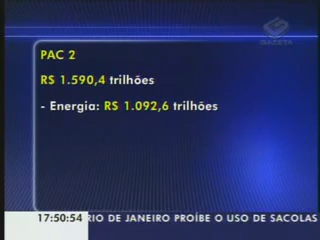 GAZETA
PAC 2
R$ 1.590,4 trilhões
- Energia: R$ 1.092,6 trilhões
17:50:54 RIO DE JANEIRO PROÍBE O USO DE SACOLAS